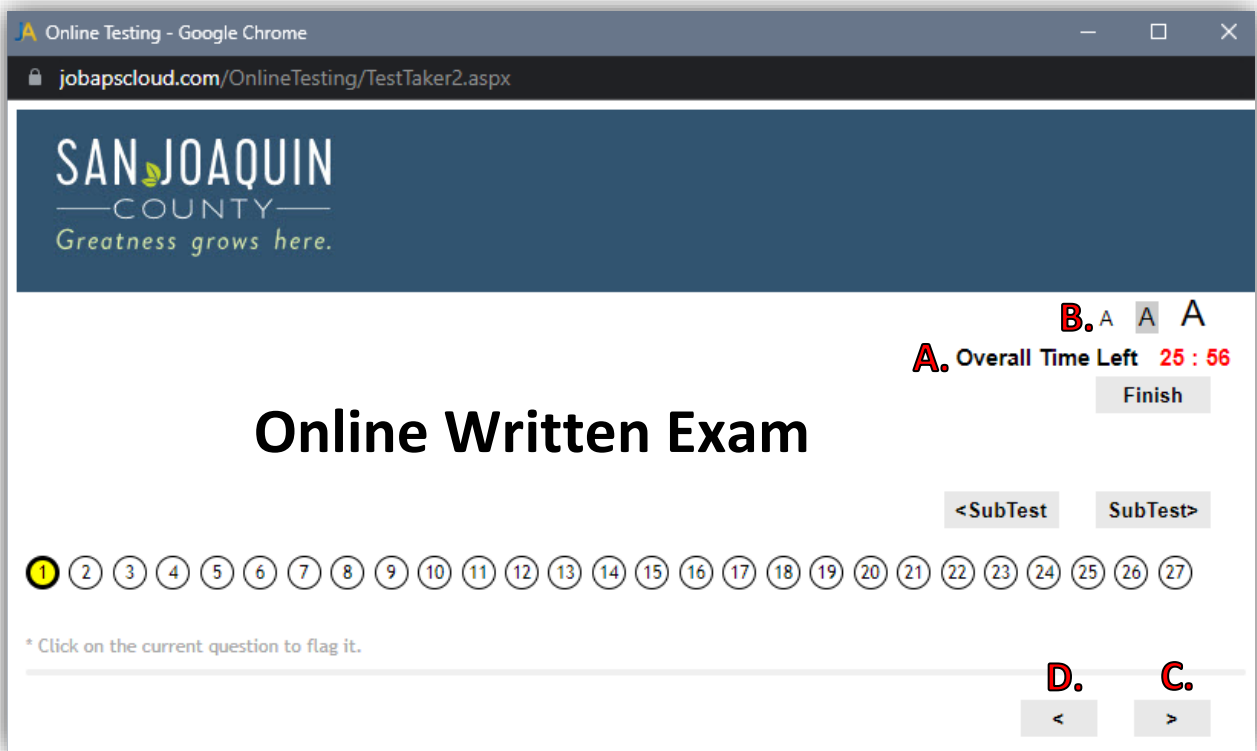 JA Online Testing - Google Chrome
jobapscloud.com/OnlineTesting/TestTaker2.aspx
SAN JOAQUIN
COUNTY
Greatness grows here.
B. A A A
A. Overall Time Left 25 : 56
Finish
Online Written Exam
<SubTest SubTest>
1 2 3 4 5 6 7 8 9 10 11 12 13 14 15 16 17 18 19 20 21 22 23 24 25 26 27
* Click on the current question to flag it.
D. C.
< >